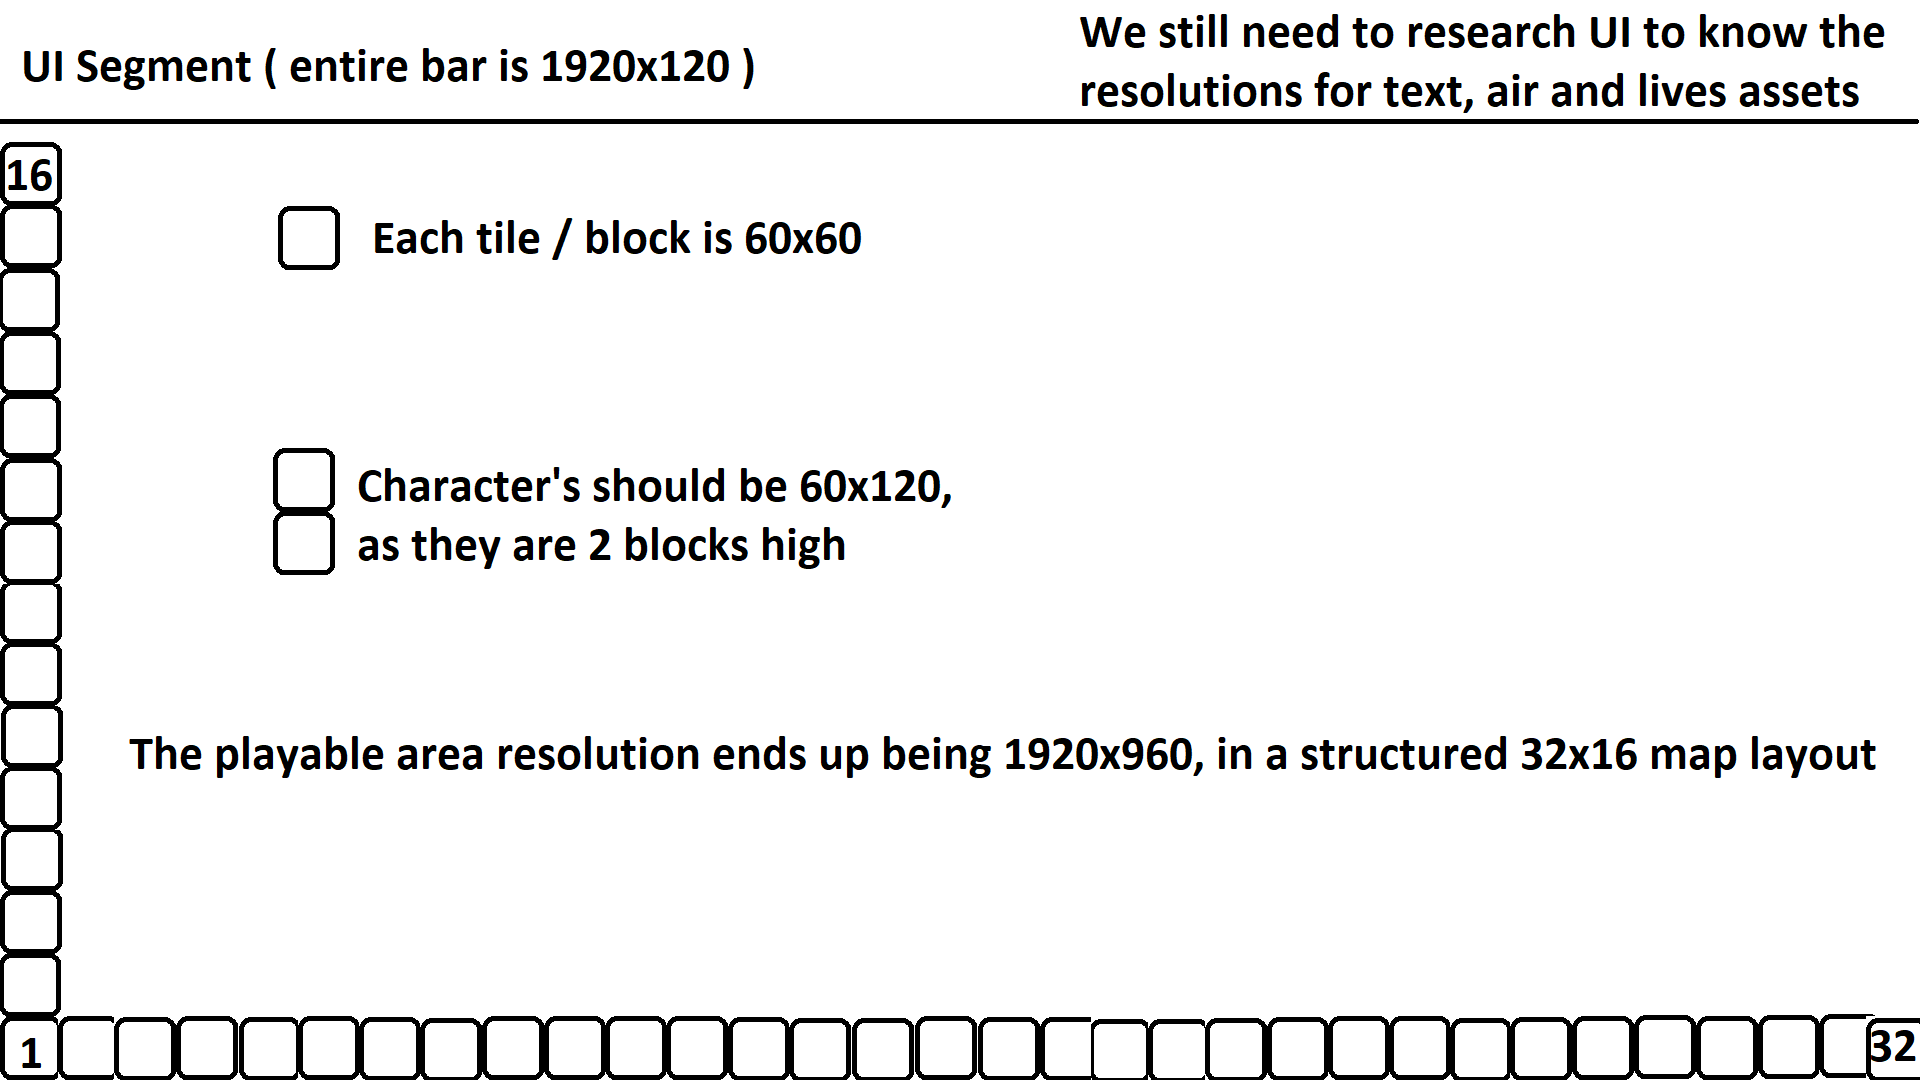 UI Segment ( entire bar is 1920x120 )
We still need to research UI to know the
resolutions for text, air and lives assets
16
Each tile / block is 60x60
Character's should be 60x120,
as they are 2 blocks high
The playable area resolution ends up being 1920x960, in a structured 32x16 map layout
1
32